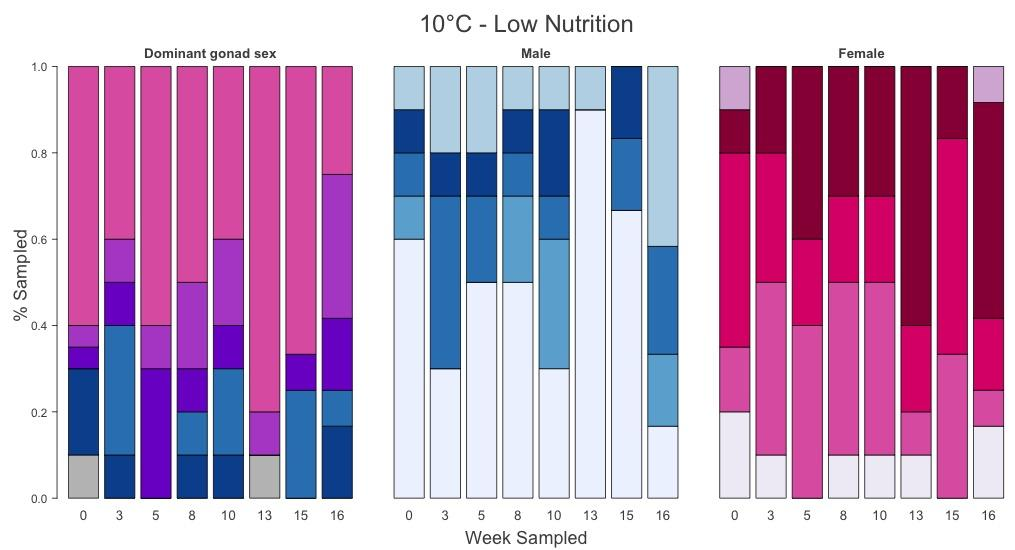 10°C - Low Nutrition
Dominant gonad sex
Male
Female
% Sampled
1.0
0.8
0.6
0.4
0.2
0.0
0 3 5 8 10 13 15 16
0 3 5 8 10 13 15 16
0 3 5 8 10 13 15 16
Week Sampled